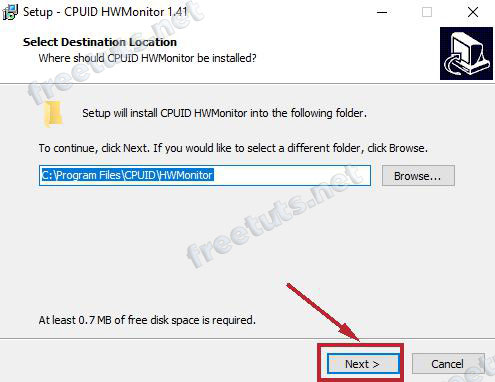 Setup - CPUID HWMonitor 1.41
Select Destination Location
Where should CPUID HWMonitor be installed?
freetuts.net
Setup will install CPUID HWMonitor into the following folder.
To continue, click Next. If you would like to select a different folder, click Browse.
C:\Program Files\CPUID\HWMonitor
Browse...
freetuts.net
At least 0.7 MB of free disk space is required.
freetuts.net
Next >
Cancel